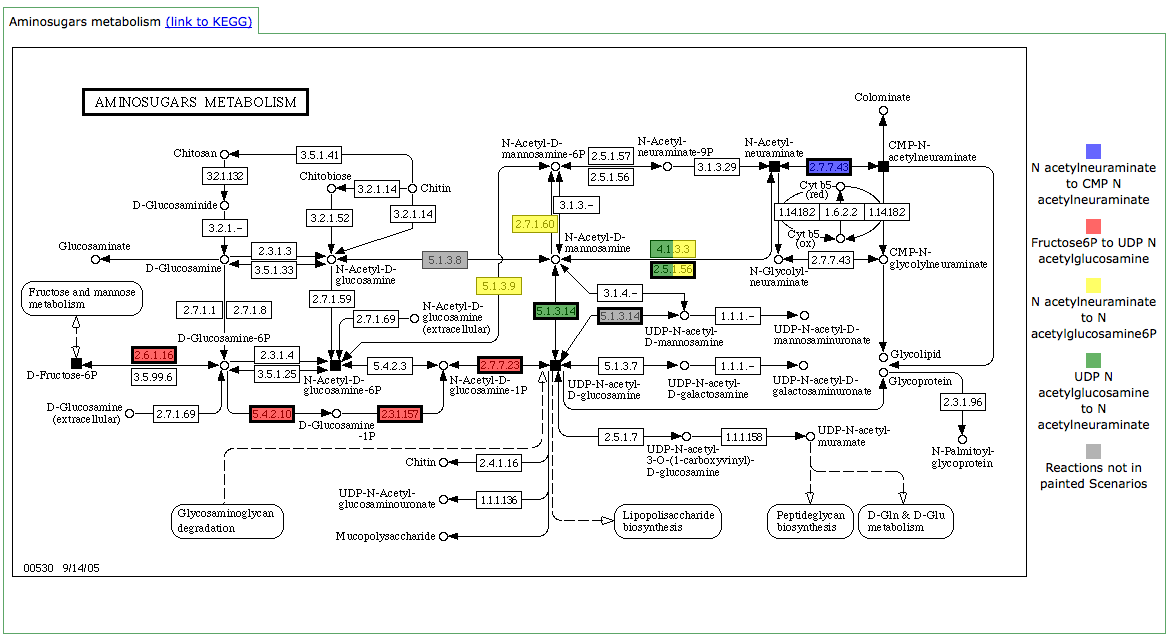 Aminosugars metabolism (link to KEGG)
AMINOSUGARS METABOLISM
Colominate
N-Acetyl-D-
mannosamine-6P
2.5.1.57
2.5.1.56
N-Acetyl-
neuraminate-9P
3.1.3.29
N-Acetyl-
neuraminate
2.7.7.43
CMP-N-
acetylneuraminate
Chitosan
3.5.1.41
3.2.1.132
Chitobiose
3.2.1.14
Chitin
D-Glucosaminide
3.2.1.52
3.2.1.14
3.1.3.-
Cyt b5
(red)
1.14.18.2
1.6.2.2
1.14.18.2
Cyt b5
(ox)
3.2.1.-
2.7.1.60
Glucosaminate
2.3.1.3
3.5.1.33
D-Glucosamine
N-Acetyl-D-
glucosamine
5.1.3.8
N-Acetyl-D-
mannosamine
4.1.3.3
2.5.1.56
2.7.7.43
N-Glycolyl-
neuraminate
CMP-N-
glycolylneuraminate
Fructose and mannose
metabolism
2.7.1.59
5.1.3.9
3.1.4.-
2.7.1.1
2.7.1.8
2.7.1.69
N-Acetyl-D-
glucosamine
(extracellular)
5.1.3.14
5.1.3.14
1.1.1.-
UDP-N-acetyl-
D-mannosamine
UDP-N-acetyl-D-
mannosaminuronate
D-Glucosamine-6P
2.6.1.16
3.5.99.6
2.3.1.4
3.5.1.25
5.4.2.3
2.7.7.23
5.1.3.7
1.1.1.-
Glycolipid
D-Fructose-6P
N-Acetyl-D-
glucosamine-6P
N-Acetyl-D-
glucosamine-1P
UDP-N-acetyl-
D-glucosamine
UDP-N-acetyl-
D-galactosamine
UDP-N-acetyl-D-
galactosaminuronate
Glycoprotein
D-Glucosamine
(extracellular)
2.7.1.69
5.4.2.10
D-Glucosamine
-1P
2.3.1.157
2.3.1.96
2.5.1.7
UDP-N-acetyl-
3-O-(1-carboxyvinyl)-
D-glucosamine
1.1.1.158
UDP-N-acetyl-
muramate
N-Palmitoyl-
glycoprotein
Chitin
2.4.1.16
UDP-N-Acetyl-
glucosaminouronate
1.1.1.136
Mucopolysaccharide
Glycosaminoglycan
degradation
Lipopolisaccharide
biosynthesis
Peptideglycan
biosynthesis
D-Gln & D-Glu
metabolism
00530 9/14/05
N acetylneuraminate
to CMP N
acetylneuraminate
Fructose6P to UDP N
acetylglucosamine
N acetylneuraminate
to N
acetylglucosamine6P
UDP N
acetylglucosamine
to N
acetylneuraminate
Reactions not in
painted Scenarios